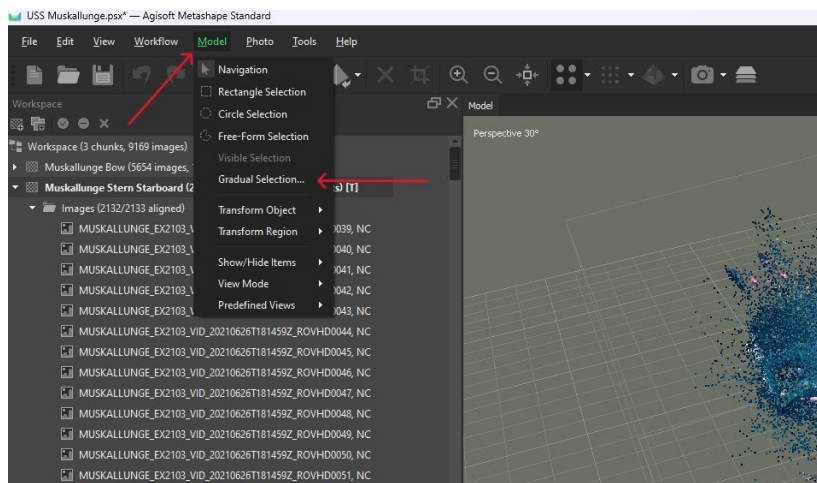 USS Muskallunge.psx* — Agisoft Metashape Standard
File Edit View Workflow Model Photo Tools Help
Navigation
Rectangle Selection
Circle Selection
Free-Form Selection
Visible Selection
Gradual Selection...
Transform Object
Transform Region
Show/Hide Items
View Mode
Predefined Views
Workspace
Workspace (3 chunks, 9169 images)
Muskallunge Bow (5654 images,
Muskallunge Stern Starboard (2 s) [T]
Images (2132/2133 aligned)
MUSKALLUNGE_EX2103_V 0039, NC
MUSKALLUNGE_EX2103_V 0040, NC
MUSKALLUNGE_EX2103_V 0041, NC
MUSKALLUNGE_EX2103_V 0042, NC
MUSKALLUNGE_EX2103_V 0043, NC
MUSKALLUNGE_EX2103_VID_20210626T181459Z_ROVHD0044, NC
MUSKALLUNGE_EX2103_VID_20210626T181459Z_ROVHD0045, NC
MUSKALLUNGE_EX2103_VID_20210626T181459Z_ROVHD0046, NC
MUSKALLUNGE_EX2103_VID_20210626T181459Z_ROVHD0047, NC
MUSKALLUNGE_EX2103_VID_20210626T181459Z_ROVHD0048, NC
MUSKALLUNGE_EX2103_VID_20210626T181459Z_ROVHD0049, NC
MUSKALLUNGE_EX2103_VID_20210626T181459Z_ROVHD0050, NC
MUSKALLUNGE_EX2103_VID_20210626T181459Z_ROVHD0051, NC
Model
Perspective 30°